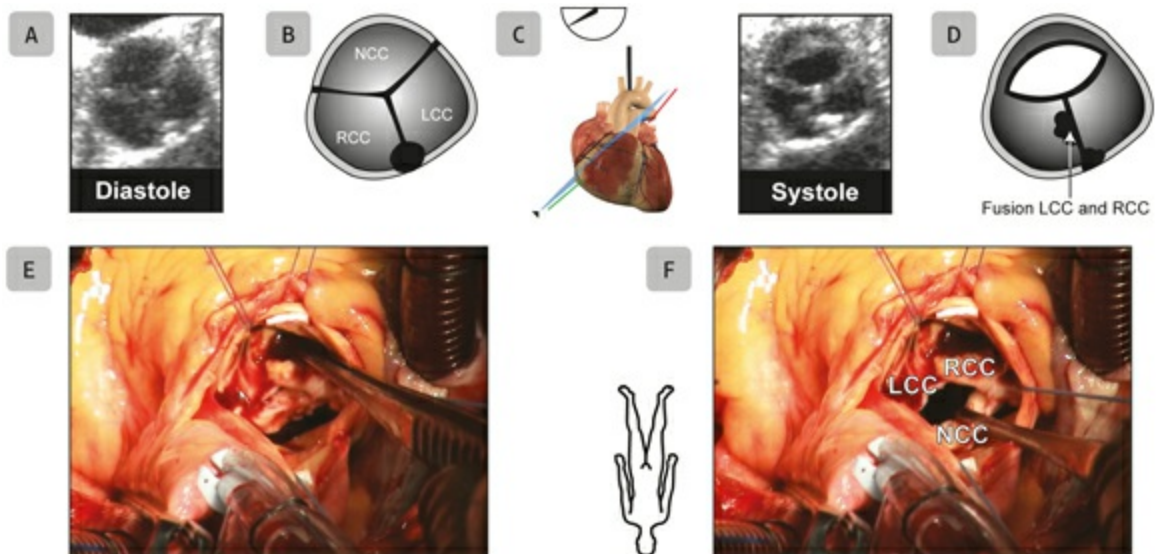 A
B
C
D
NCC
LCC
RCC
Diastole
Systole
Fusion LCC and RCC
E
F
RCC
LCC
NCC